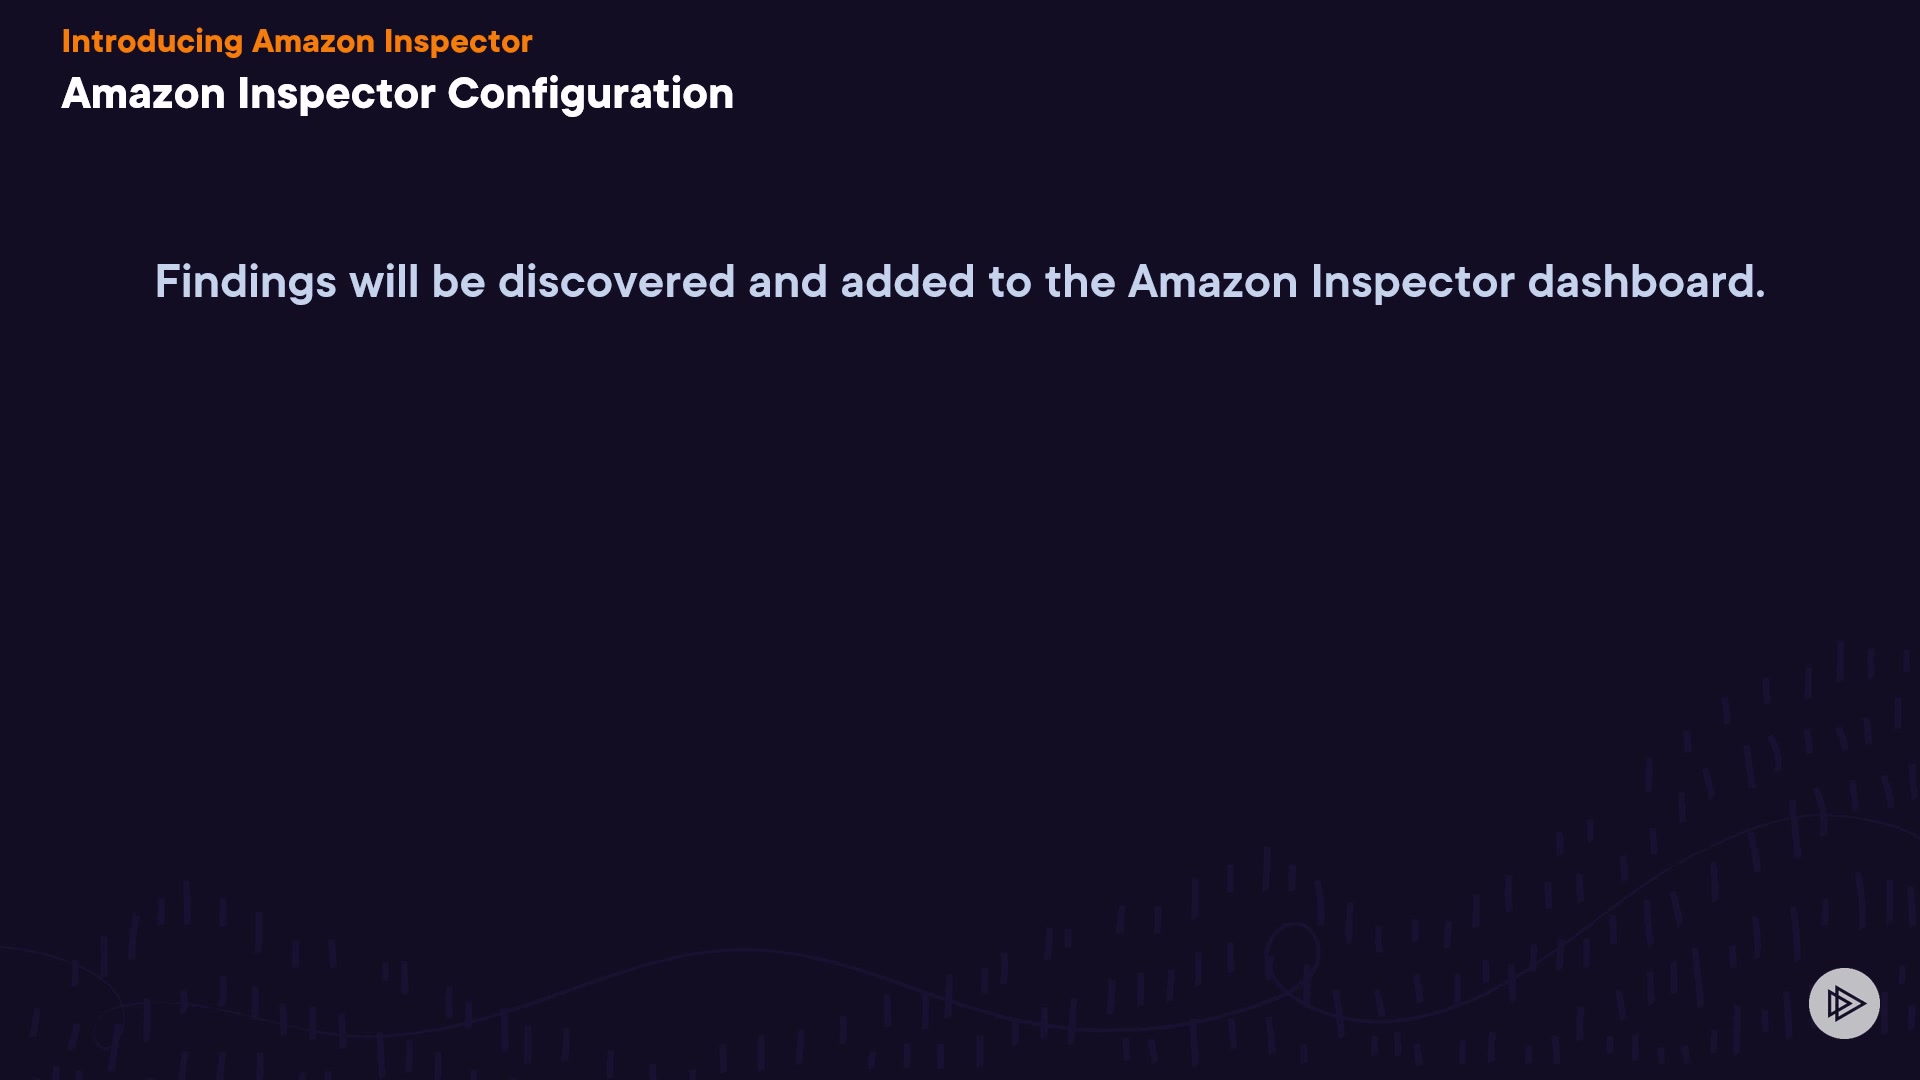 Introducing Amazon Inspector
Amazon Inspector Configuration
Findings will be discovered and added to the Amazon Inspector dashboard.